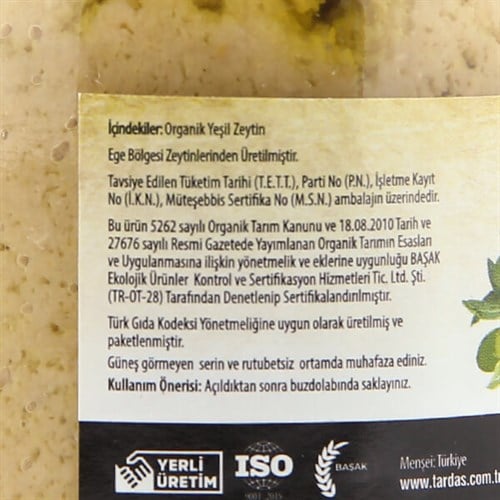 İçindekiler: Organik Yeşil Zeytin
Ege Bölgesi Zeytinlerinden Üretilmiştir.
Tavsiye Edilen Tüketim Tarihi (T.E.T.T.), Parti No (P.N.), İşletme Kayıt
No (İ.K.N.), Müteşebbis Sertifika No (M.S.N.) ambalajın üzerindedir.
Bu ürün 5262 sayılı Organik Tarım Kanunu ve 18.08.2010 Tarih ve
27676 sayılı Resmi Gazetede Yayımlanan Organik Tarımın Esasları
ve Uygulanmasına ilişkin yönetmelik ve eklerine uygunluğu BAŞAK
Ekolojik Ürünler Kontrol ve Sertifikasyon Hizmetleri Tic. Ltd. Şti.
(TR-OT-28) Tarafından Denetlenip Sertifikalandırılmıştır.
Türk Gıda Kodeksi Yönetmeliğine uygun olarak üretilmiş ve
paketlenmiştir.
Güneş görmeyen serin ve rutubetsiz ortamda muhafaza ediniz.
Kullanım Önerisi: Açıldıktan sonra buzdolabında saklayınız.
YERLİ
ÜRETİM
ISO
9001 : 2015
BAŞAK
Menşei: Türkiye
www.tardas.com.t